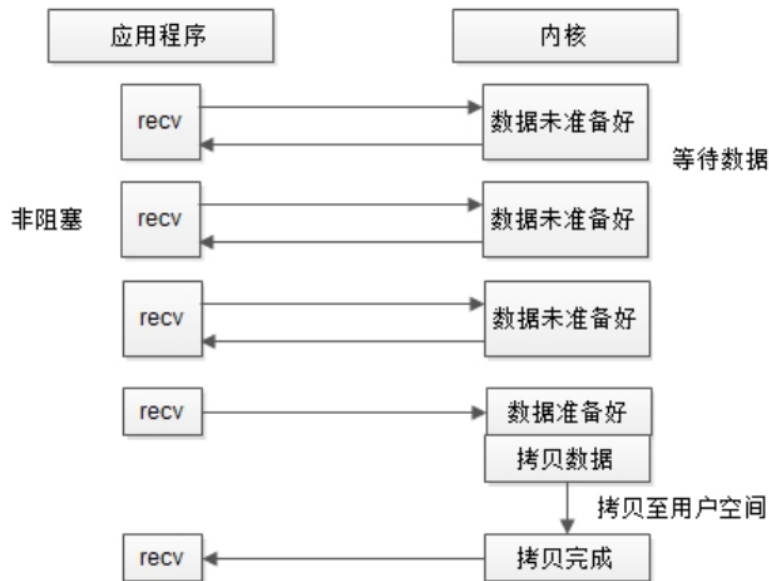 应用程序
内核
recv
数据未准备好
等待数据
非阻塞
recv
数据未准备好
recv
数据未准备好
recv
数据准备好
拷贝数据
拷贝至用户空间
recv
拷贝完成